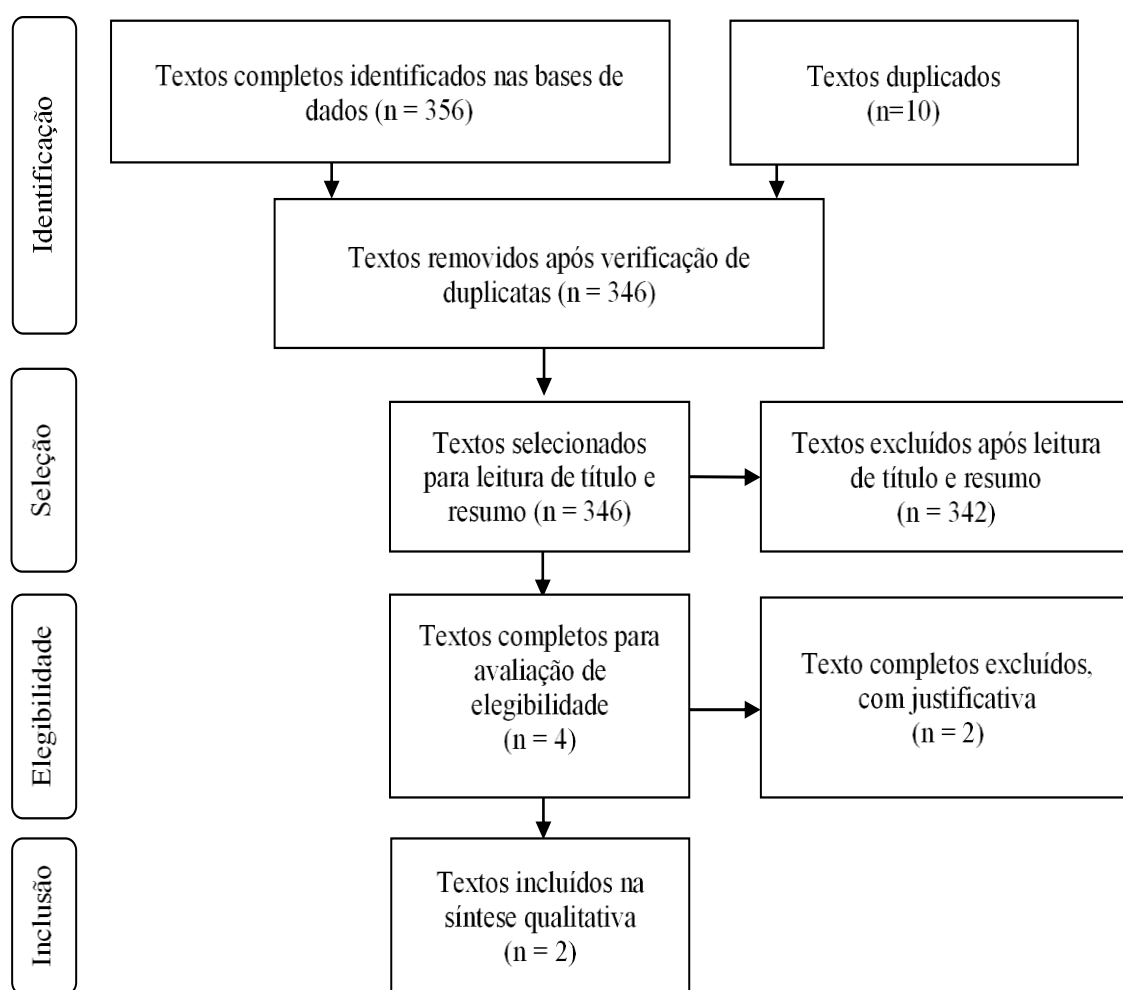 Identificação
Textos completos identificados nas bases de
dados (n = 356)
Textos duplicados
(n=10)
Textos removidos após verificação de
duplicatas (n = 346)
Seleção
Textos selecionados
para leitura de título e
resumo (n = 346)
Textos excluídos após leitura
de título e resumo
(n = 342)
Elegibilidade
Textos completos para
avaliação de
elegibilidade
(n = 4)
Texto completos excluídos,
com justificativa
(n = 2)
Inclusão
Textos incluídos na
síntese qualitativa
(n = 2)